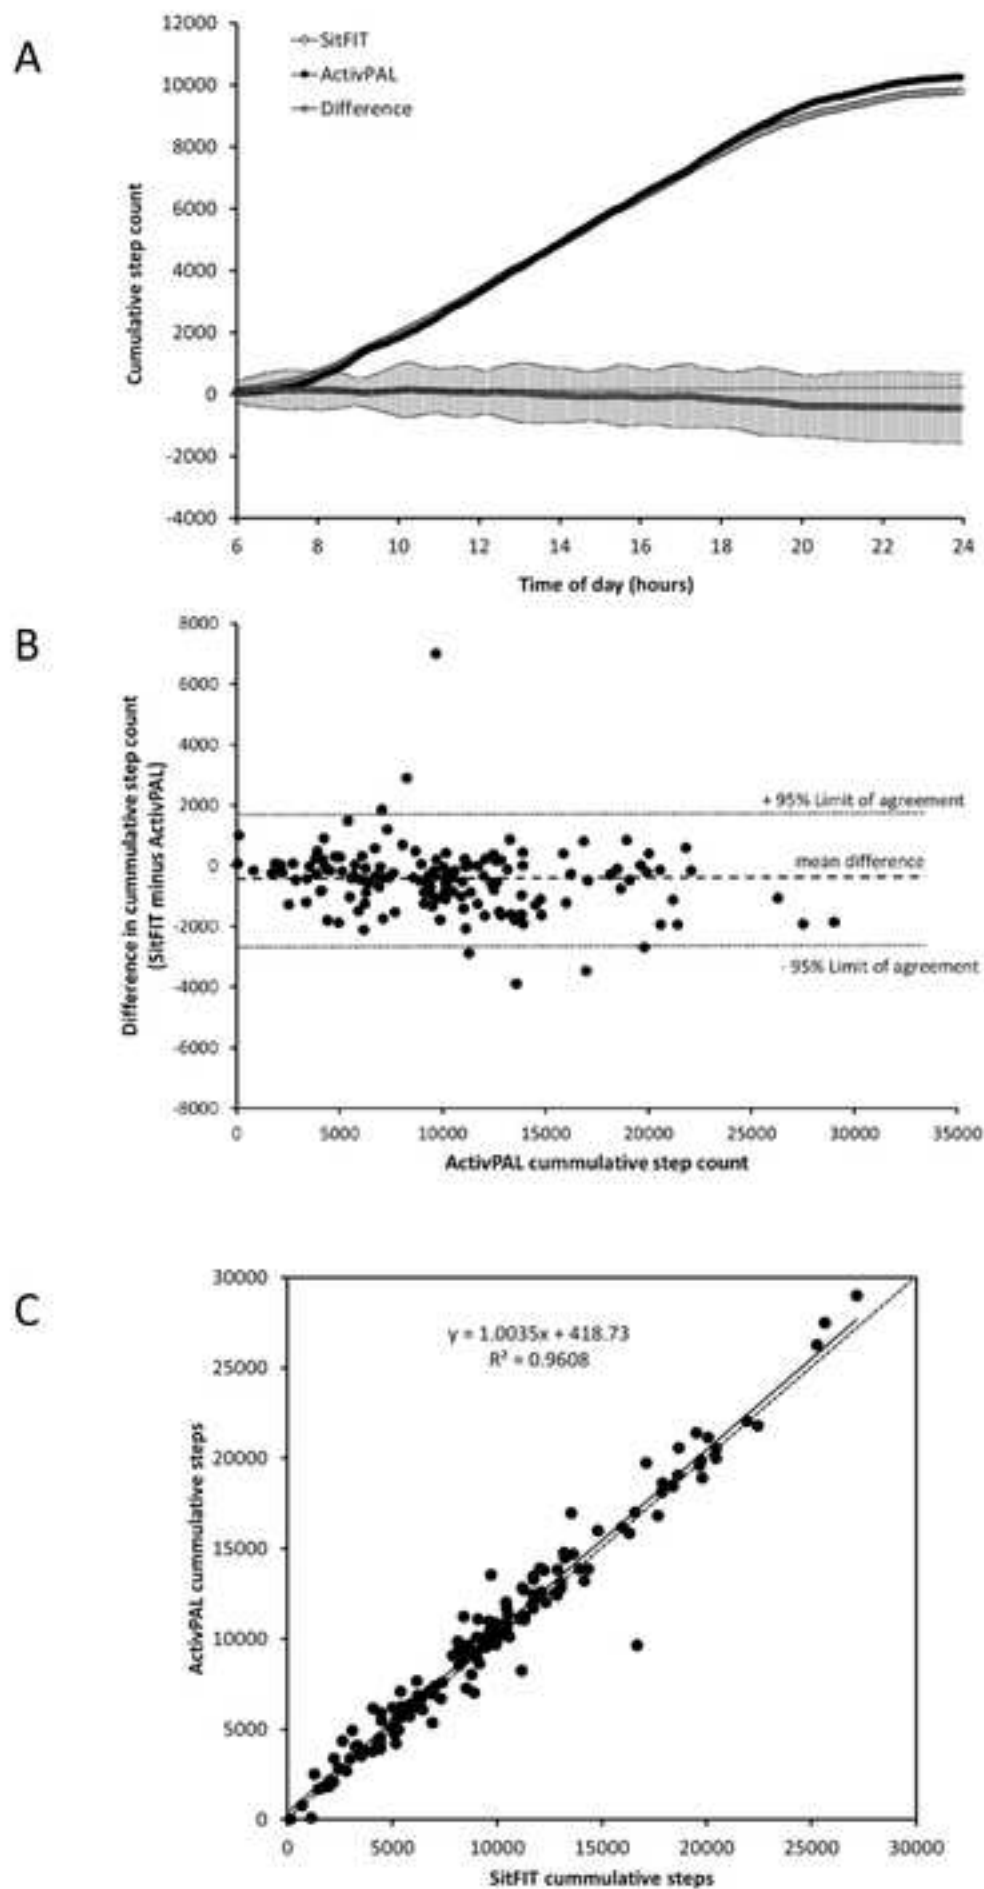 A
12000
10000
8000
6000
4000
2000
0
-2000
-4000
SitFIT
ActivPAL
Difference
Cumulative step count
6 8 10 12 14 16 18 20 22 24
Time of day (hours)
B
8000
6000
4000
2000
0
-2000
-4000
-6000
-8000
Difference in cummulative step count
(SitFIT minus ActivPAL)
+ 95% Limit of agreement
mean difference
- 95% Limit of agreement
0 5000 10000 15000 20000 25000 30000 35000
ActivPAL cummulative step count
C
30000
25000
20000
15000
10000
5000
0
y = 1.0035x + 418.73
R² = 0.9608
ActivPAL cummulative steps
0 5000 10000 15000 20000 25000 30000
SitFIT cummulative steps